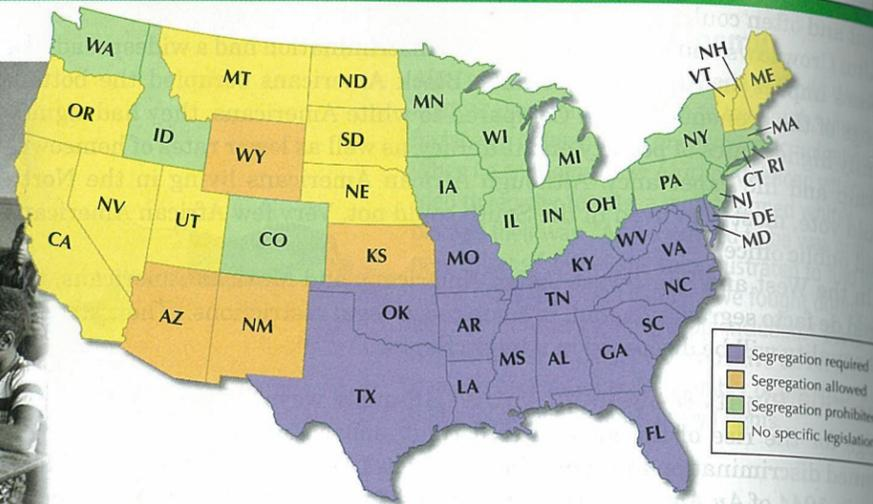 WA
MT
ND
MN
OR
ID
WY
SD
WI
MI
NH
VT
ME
NY
MA
RI
CT
NJ
DE
MD
PA
NV
UT
CO
NE
IA
IL
IN
OH
WV
VA
CA
KS
MO
KY
NC
AZ
NM
OK
AR
TN
SC
TX
LA
MS
AL
GA
FL
Segregation required
Segregation allowed
Segregation prohibite
No specific legislatio